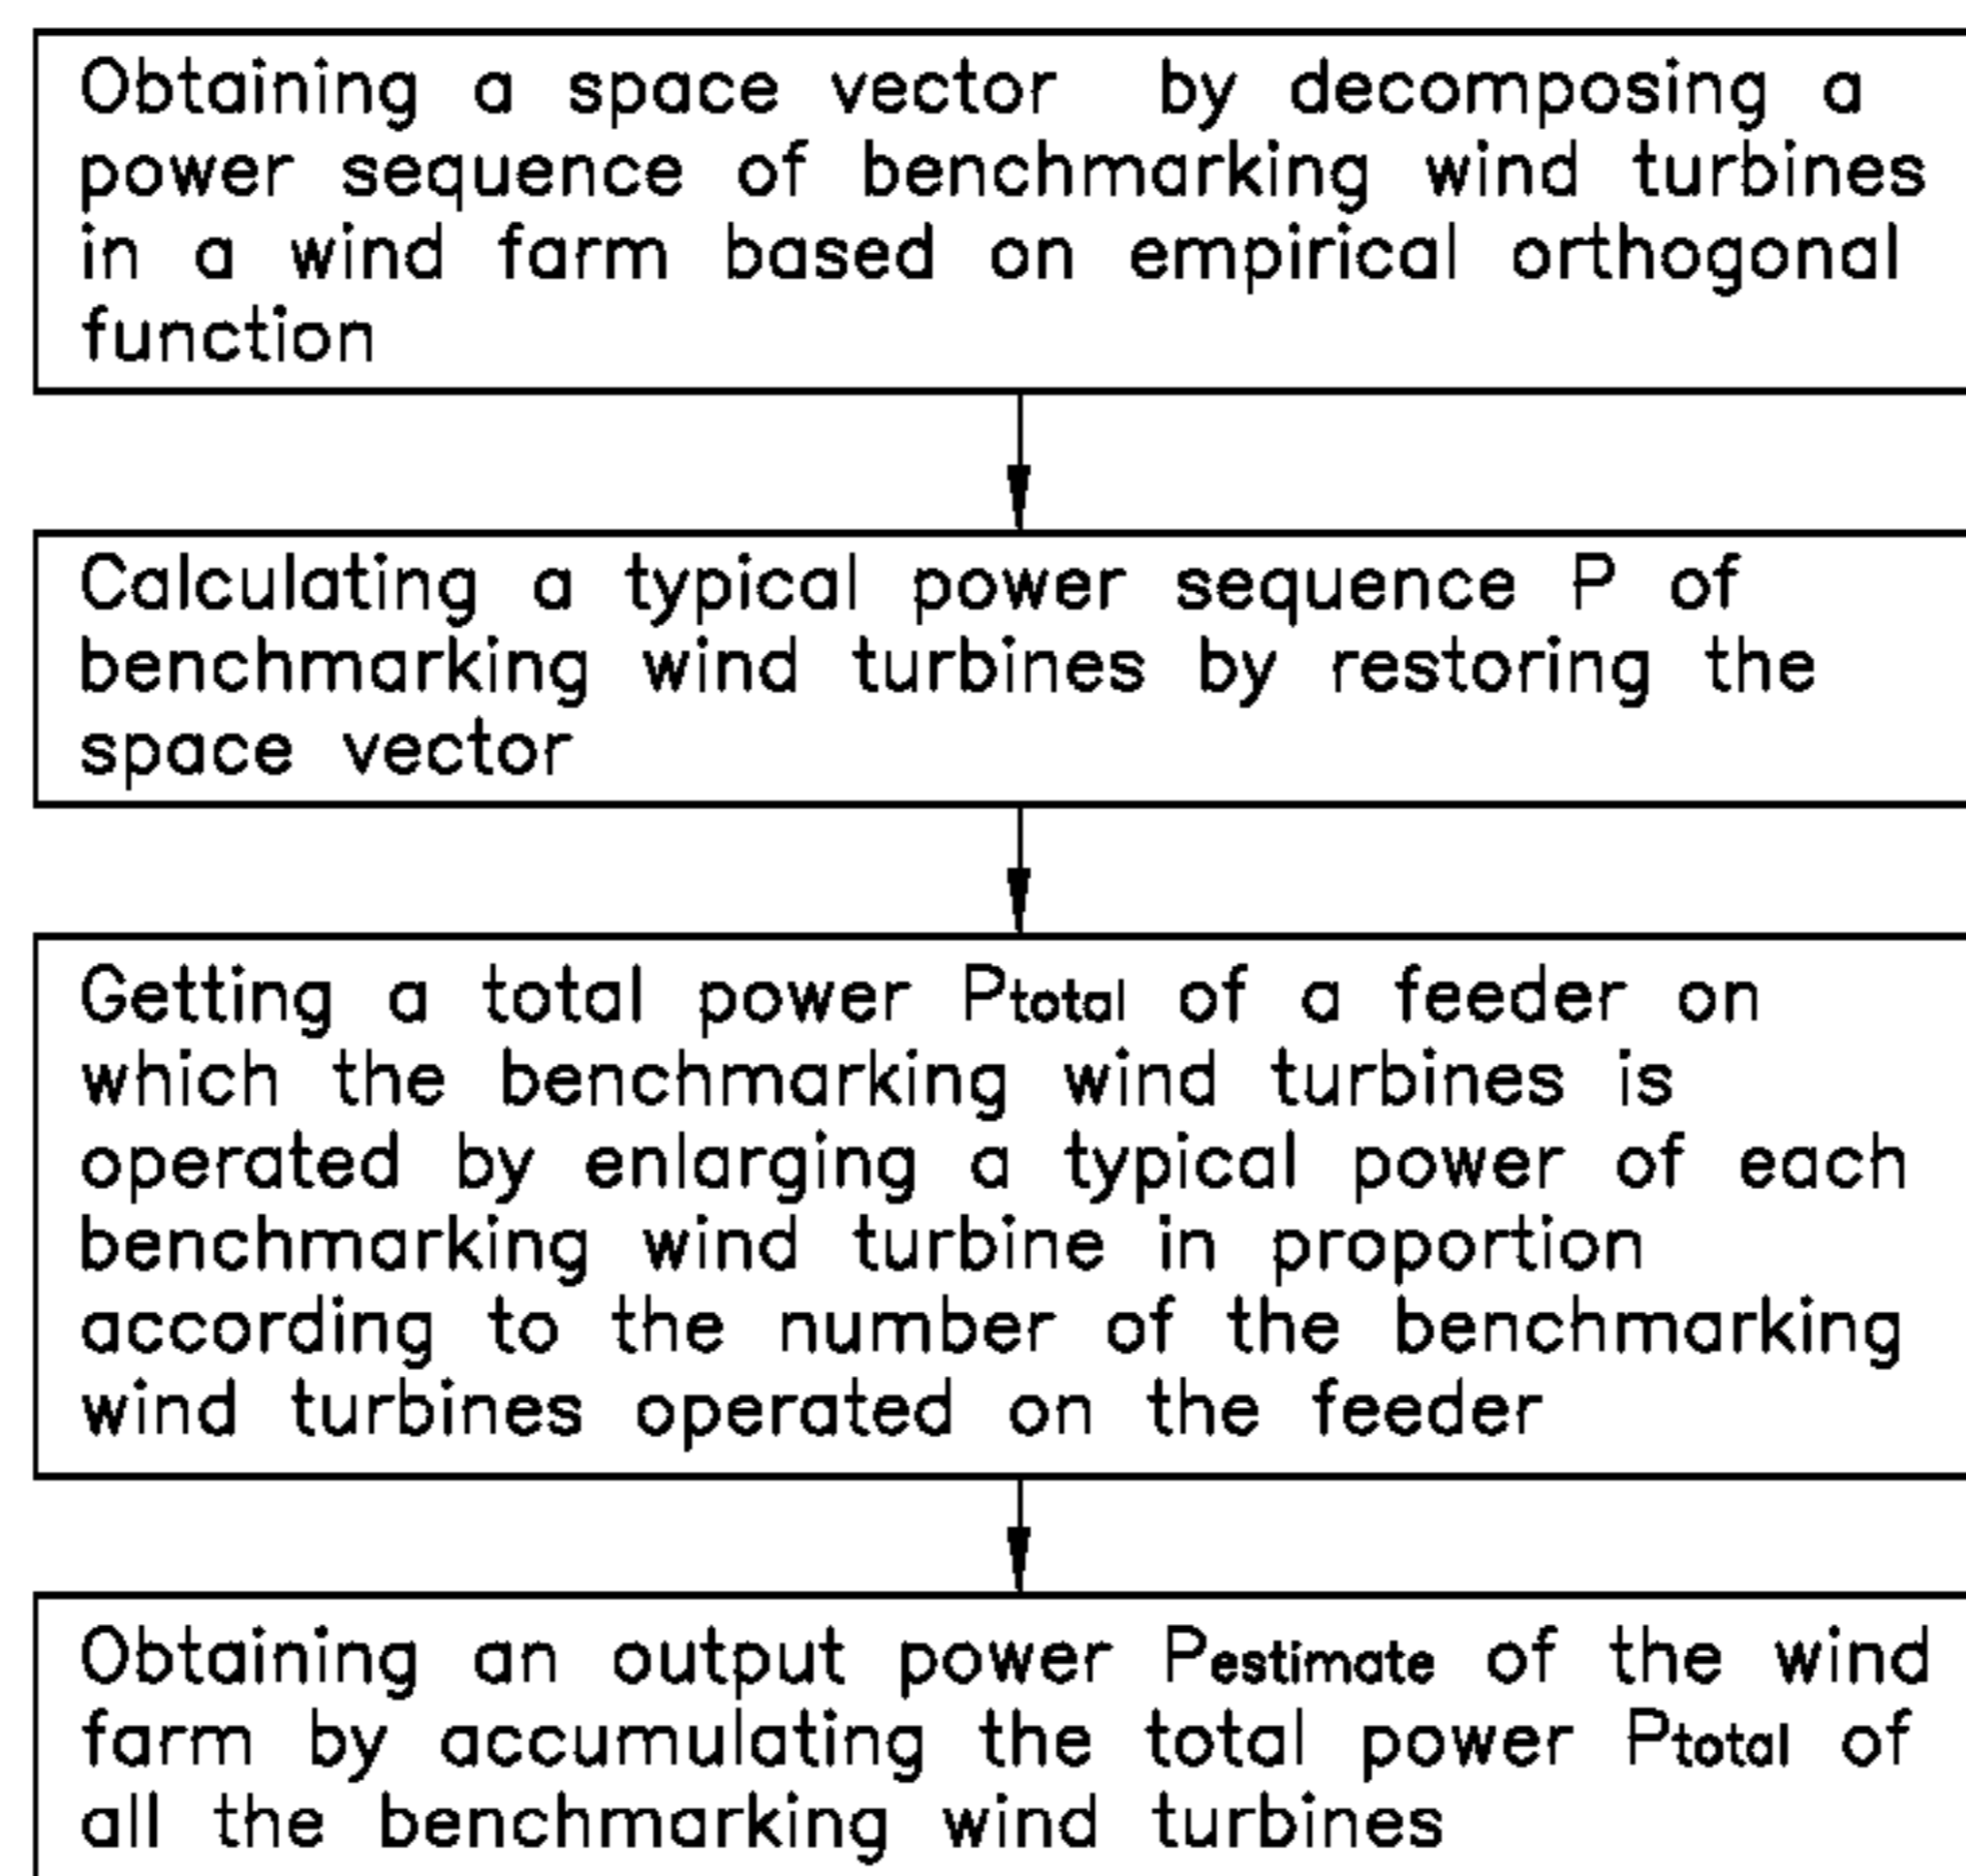 Obtaining a space vector by decomposing a
power sequence of benchmarking wind turbines
in a wind farm based on empirical orthogonal
function
Calculating a typical power sequence P of
benchmarking wind turbines by restoring the
space vector
Getting a total power Ptotal of a feeder on
which the benchmarking wind turbines is
operated by enlarging a typical power of each
benchmarking wind turbine in proportion
according to the number of the benchmarking
wind turbines operated on the feeder
Obtaining an output power Pestimate of the wind
farm by accumulating the total power Ptotal of
all the benchmarking wind turbines